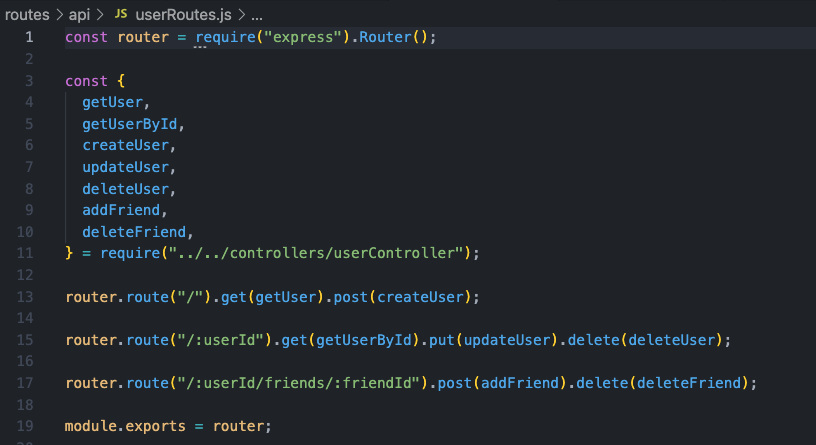 routes > api > JS userRoutes.js > ...
1 const router = require("express").Router();
2
3 const {
4 getUser,
5 getUserById,
6 createUser,
7 updateUser,
8 deleteUser,
9 addFriend,
10 deleteFriend,
11 } = require("../../controllers/userController");
12
13 router.route("/").get(getUser).post(createUser);
14
15 router.route("/:userId").get(getUserById).put(updateUser).delete(deleteUser);
16
17 router.route("/:userId/friends/:friendId").post(addFriend).delete(deleteFriend);
18
19 module.exports = router;